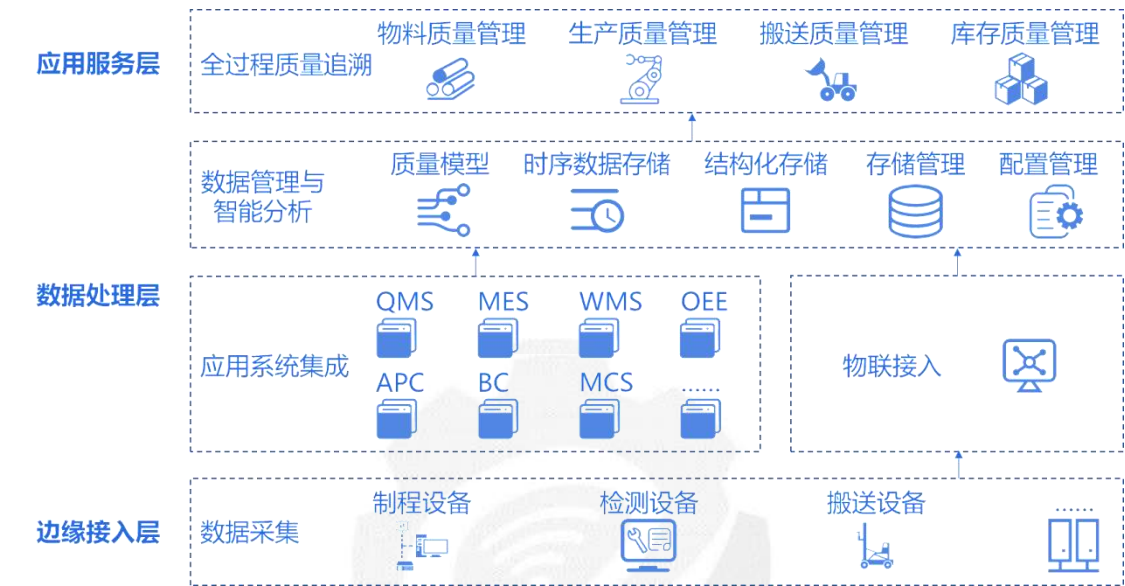 应用服务层
全过程质量追溯
物料质量管理
生产质量管理
搬送质量管理
库存质量管理
数据处理层
数据管理与
智能分析
质量模型
时序数据存储
结构化存储
存储管理
配置管理
应用系统集成
QMS
MES
WMS
OEE
APC
BC
MCS
......
物联接入
边缘接入层
数据采集
制程设备
检测设备
搬送设备
......